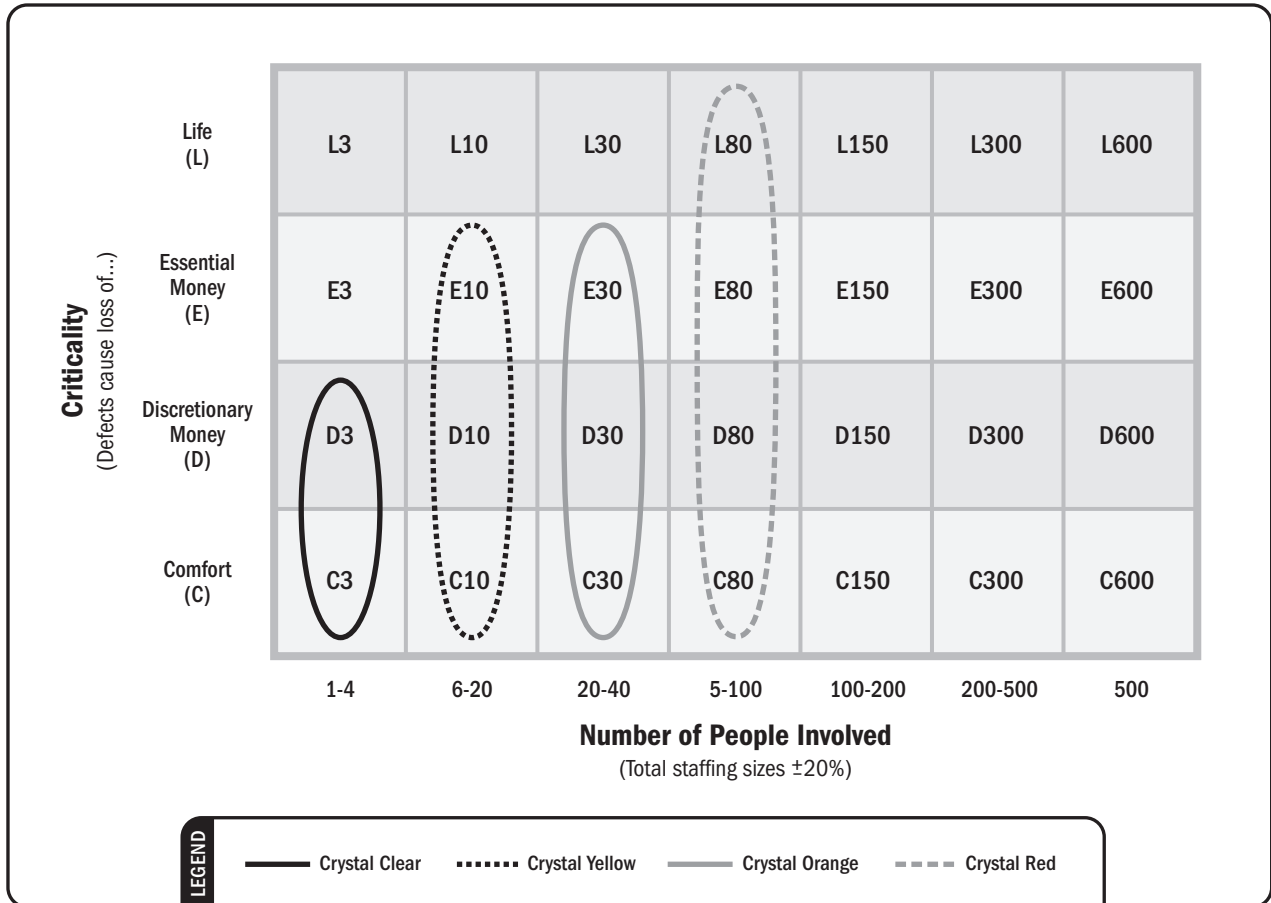 Life
(L)
L3 L10 L30 L80 L150 L300 L600
Essential
Money
(E)
E3 E10 E30 E80 E150 E300 E600
Criticality
(Defects cause loss of...)
Discretionary
Money
(D)
D3 D10 D30 D80 D150 D300 D600
Comfort
(C)
C3 C10 C30 C80 C150 C300 C600
1-4 6-20 20-40 5-100 100-200 200-500 500
Number of People Involved
(Total staffing sizes ±20%)
LEGEND
Crystal Clear Crystal Yellow Crystal Orange Crystal Red